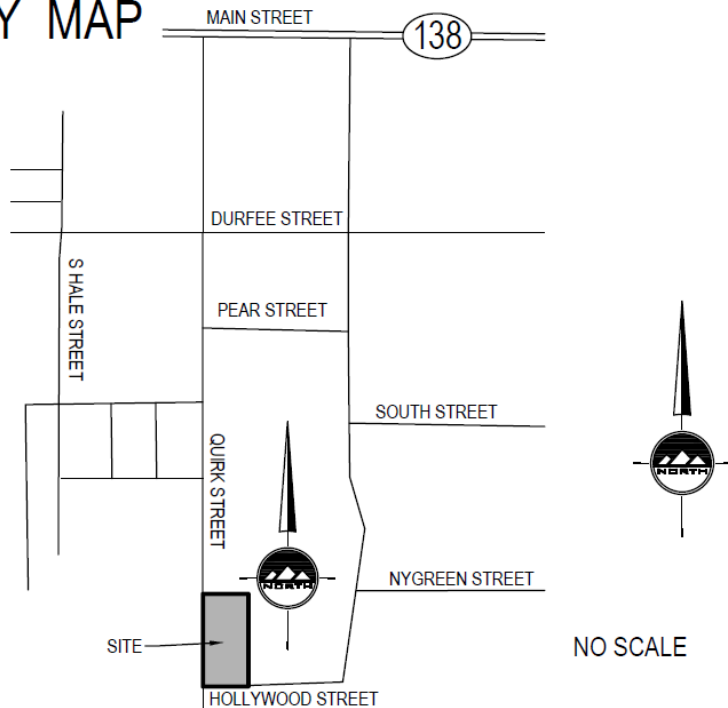 Y MAP
MAIN STREET
138
DURFEE STREET
S HALE STREET
PEAR STREET
SOUTH STREET
QUIRK STREET
NORTH
NORTH
NYGREEN STREET
SITE
NO SCALE
HOLLYWOOD STREET